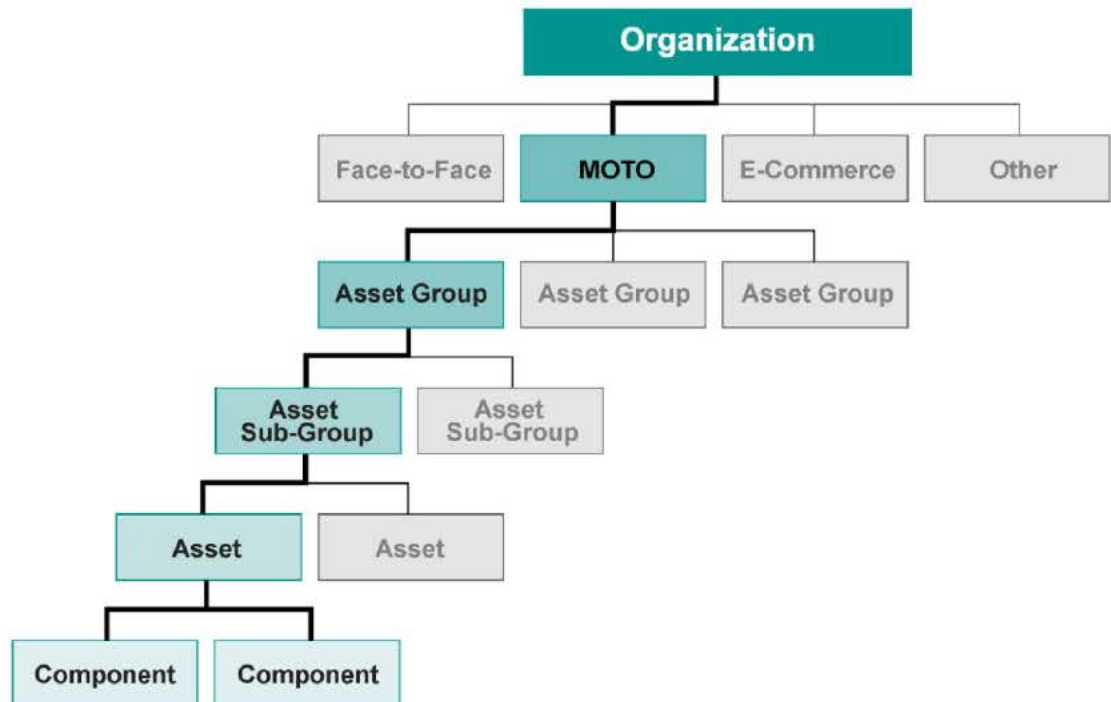 Organization
Face-to-Face
MOTO
E-Commerce
Other
Asset Group
Asset Group
Asset Group
Asset
Sub-Group
Asset
Sub-Group
Asset
Asset
Component
Component